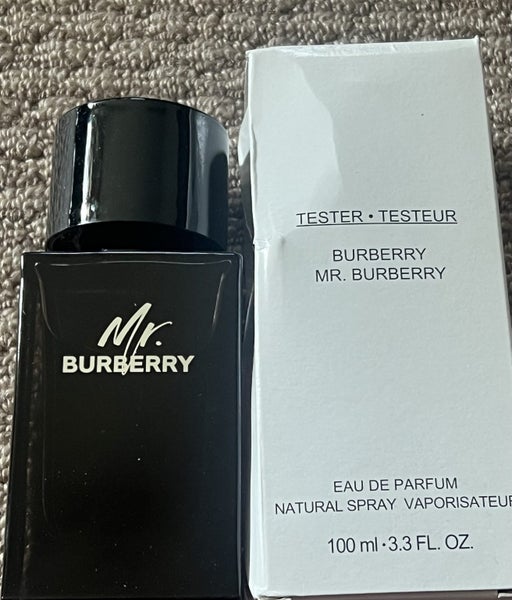 Mr.
BURBERRY
TESTER • TESTEUR
BURBERRY
MR. BURBERRY
EAU DE PARFUM
NATURAL SPRAY VAPORISATEUR
100 ml • 3.3 FL. OZ.